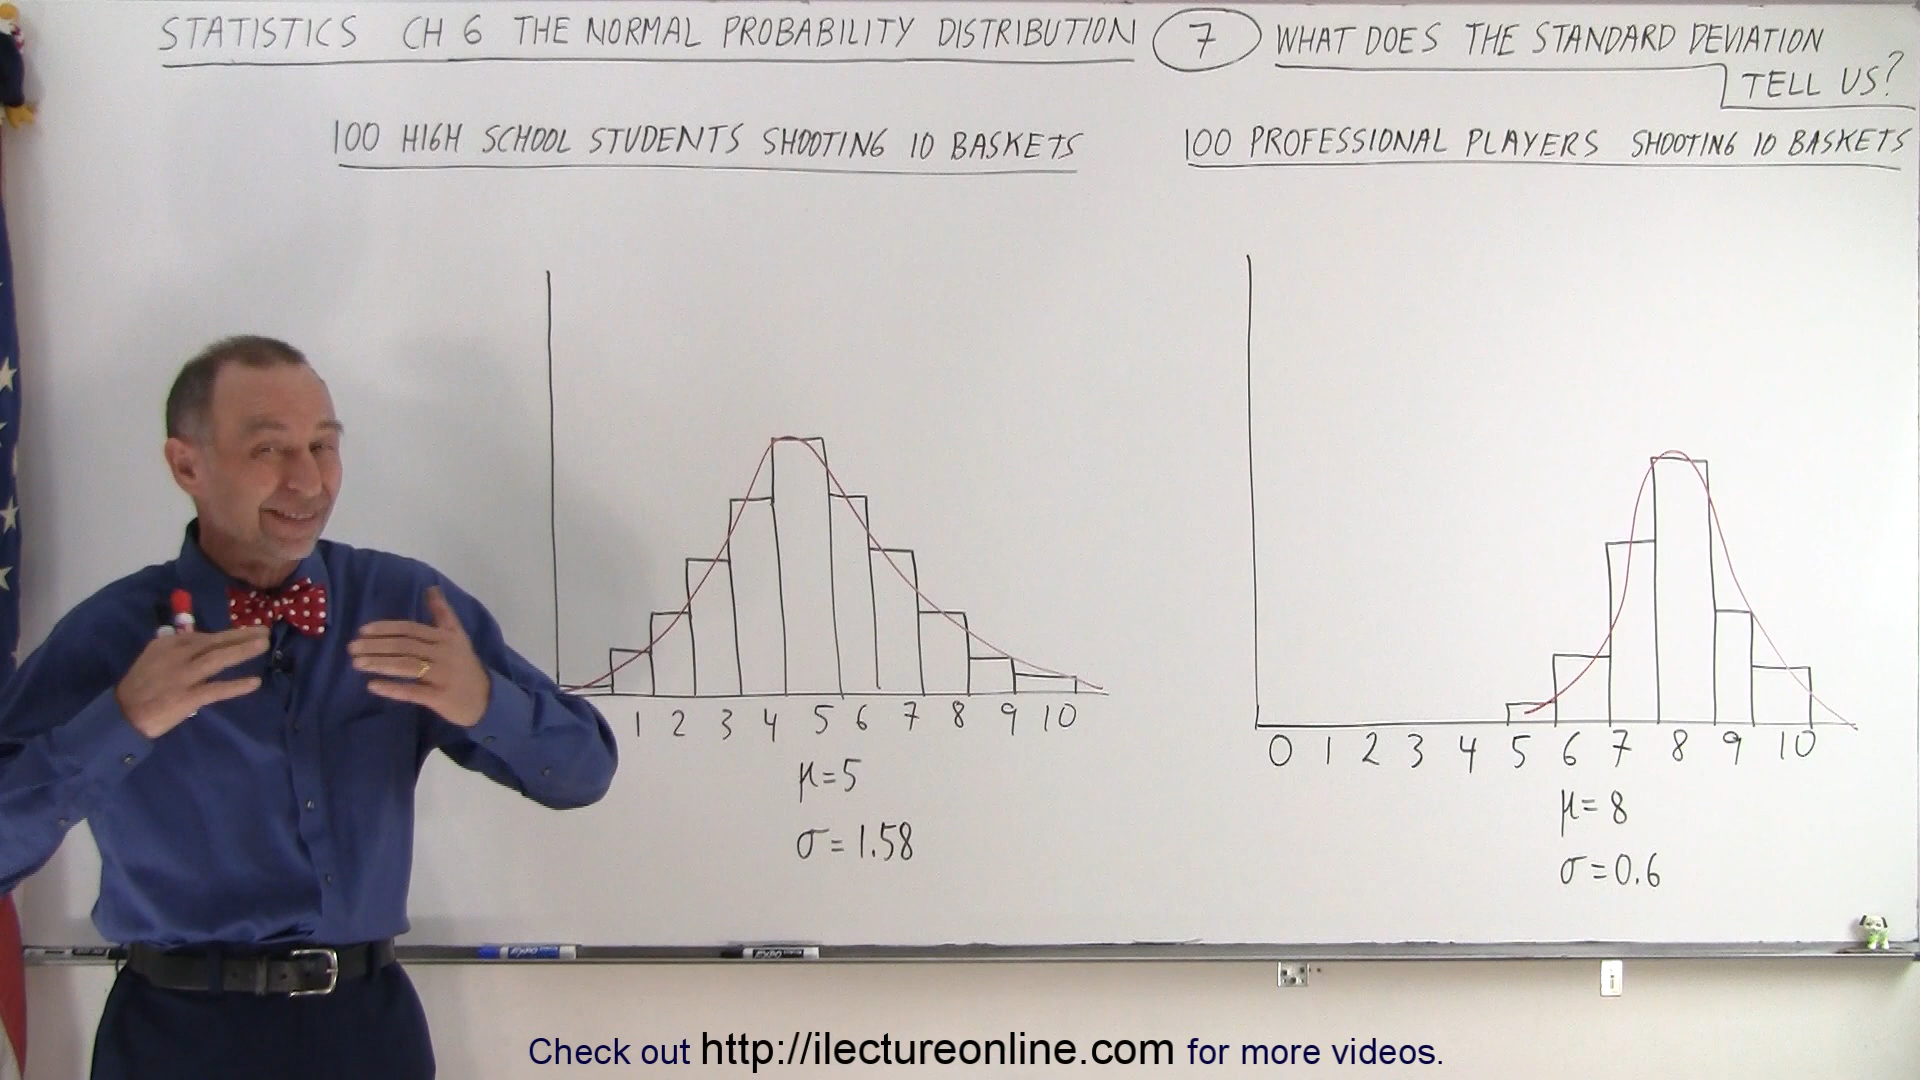 STATISTICS CH 6 THE NORMAL PROBABILITY DISTRIBUTION 7 WHAT DOES THE STANDARD DEVIATION
TELL US?
100 HIGH SCHOOL STUDENTS SHOOTING 10 BASKETS
100 PROFESSIONAL PLAYERS SHOOTING 10 BASKETS
1 2 3 4 5 6 7 8 9 10
μ=5
σ=1.58
0 1 2 3 4 5 6 7 8 9 10
μ=8
σ=0.6
Check out http://ilectureonline.com for more videos.